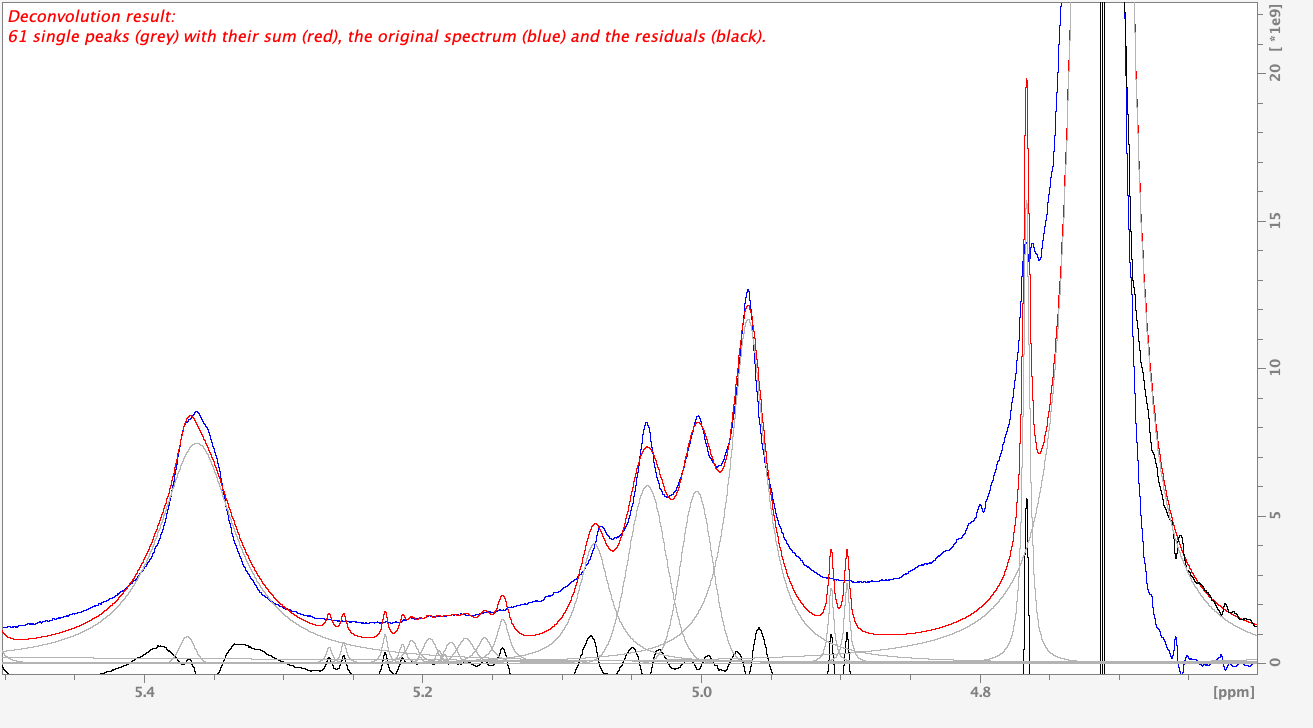 Deconvolution result:
61 single peaks (grey) with their sum (red), the original spectrum (blue) and the residuals (black).
[ *1e9]
20
15
10
5
0
5.4 5.2 5.0 4.8 [ppm]